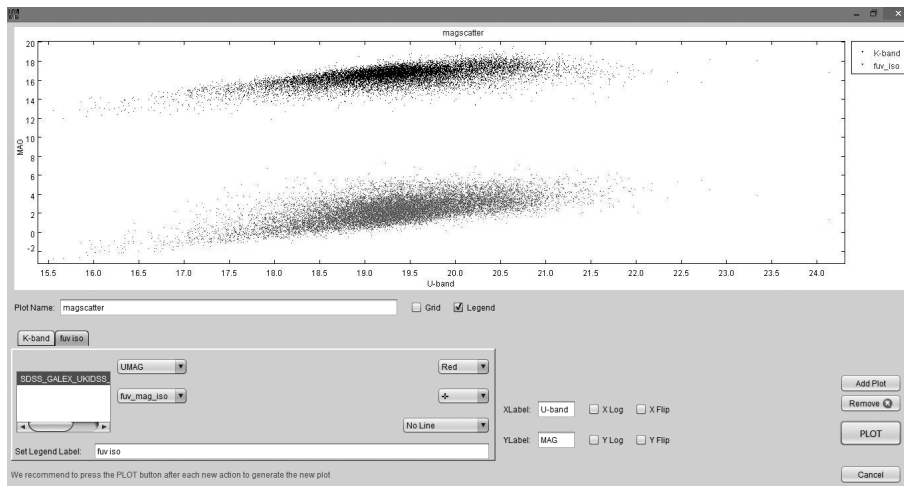 magscatter
20
18
16
14
12
10
8
6
4
2
0
-2
MAG
15.5 16.0 16.5 17.0 17.5 18.0 18.5 19.0 19.5 20.0 20.5 21.0 21.5 22.0 22.5 23.0 23.5 24.0
U-band
K-band
fuv_iso
Plot Name: magscatter Grid Legend
K-band fuv iso
SDSS_GALEX_UKIDSS_ UMAG Red
fuv_mag_iso
No Line
Set Legend Label: fuv iso
XLabel: U-band X Log X Flip
YLabel: MAG Y Log Y Flip
Add Plot
Remove
PLOT
Cancel
We recommend to press the PLOT button after each new action to generate the new plot